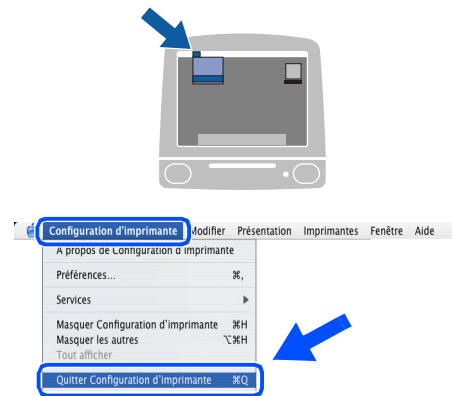 Configuration d'imprimante Modifier Présentation Imprimantes Fenêtre Aide
A propos de Configuration d'imprimante
Préférences... ⌘,
Services ▶
Masquer Configuration d'imprimante ⌘H
Masquer les autres ⌥⌘H
Tout afficher
Quitter Configuration d'imprimante ⌘Q